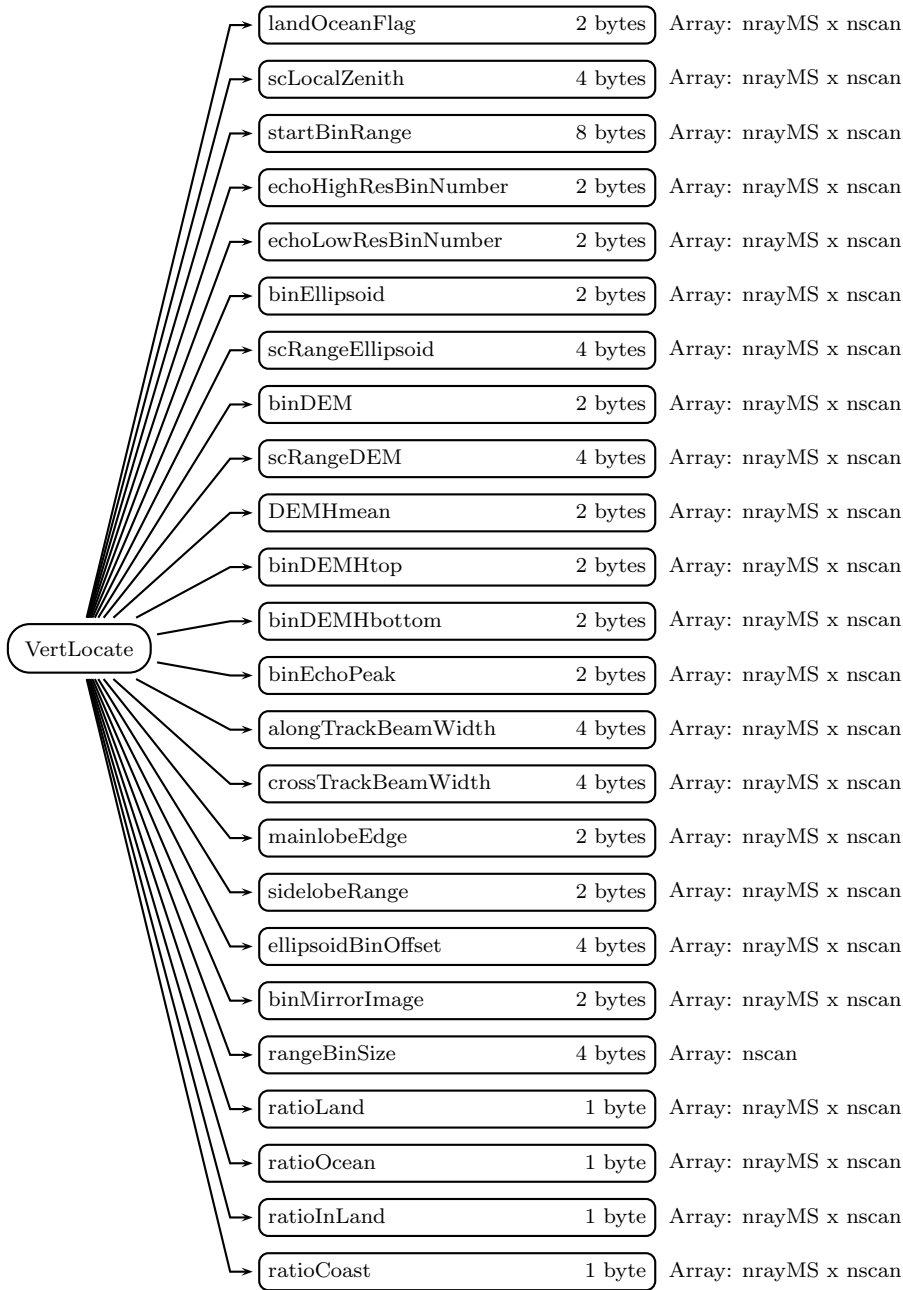 landOceanFlag 2 bytes Array: nrayMS x nscan
scLocalZenith 4 bytes Array: nrayMS x nscan
startBinRange 8 bytes Array: nrayMS x nscan
echoHighResBinNumber 2 bytes Array: nrayMS x nscan
echoLowResBinNumber 2 bytes Array: nrayMS x nscan
binEllipsoid 2 bytes Array: nrayMS x nscan
scRangeEllipsoid 4 bytes Array: nrayMS x nscan
binDEM 2 bytes Array: nrayMS x nscan
scRangeDEM 4 bytes Array: nrayMS x nscan
DEMHmean 2 bytes Array: nrayMS x nscan
binDEMHtop 2 bytes Array: nrayMS x nscan
binDEMHbottom 2 bytes Array: nrayMS x nscan
VertLocate
binEchoPeak 2 bytes Array: nrayMS x nscan
alongTrackBeamWidth 4 bytes Array: nrayMS x nscan
crossTrackBeamWidth 4 bytes Array: nrayMS x nscan
mainlobeEdge 2 bytes Array: nrayMS x nscan
sidelobeRange 2 bytes Array: nrayMS x nscan
ellipsoidBinOffset 4 bytes Array: nrayMS x nscan
binMirrorImage 2 bytes Array: nrayMS x nscan
rangeBinSize 4 bytes Array: nscan
ratioLand 1 byte Array: nrayMS x nscan
ratioOcean 1 byte Array: nrayMS x nscan
ratioInLand 1 byte Array: nrayMS x nscan
ratioCoast 1 byte Array: nrayMS x nscan